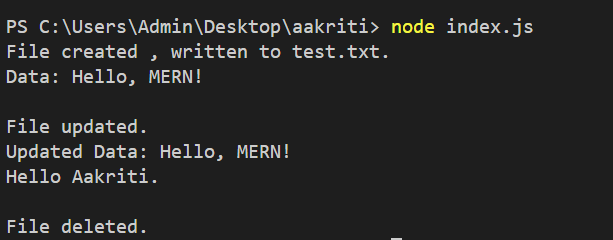 PS C:\Users\Admin\Desktop\aakriti> node index.js
File created , written to test.txt.
Data: Hello, MERN!
File updated.
Updated Data: Hello, MERN!
Hello Aakriti.
File deleted.